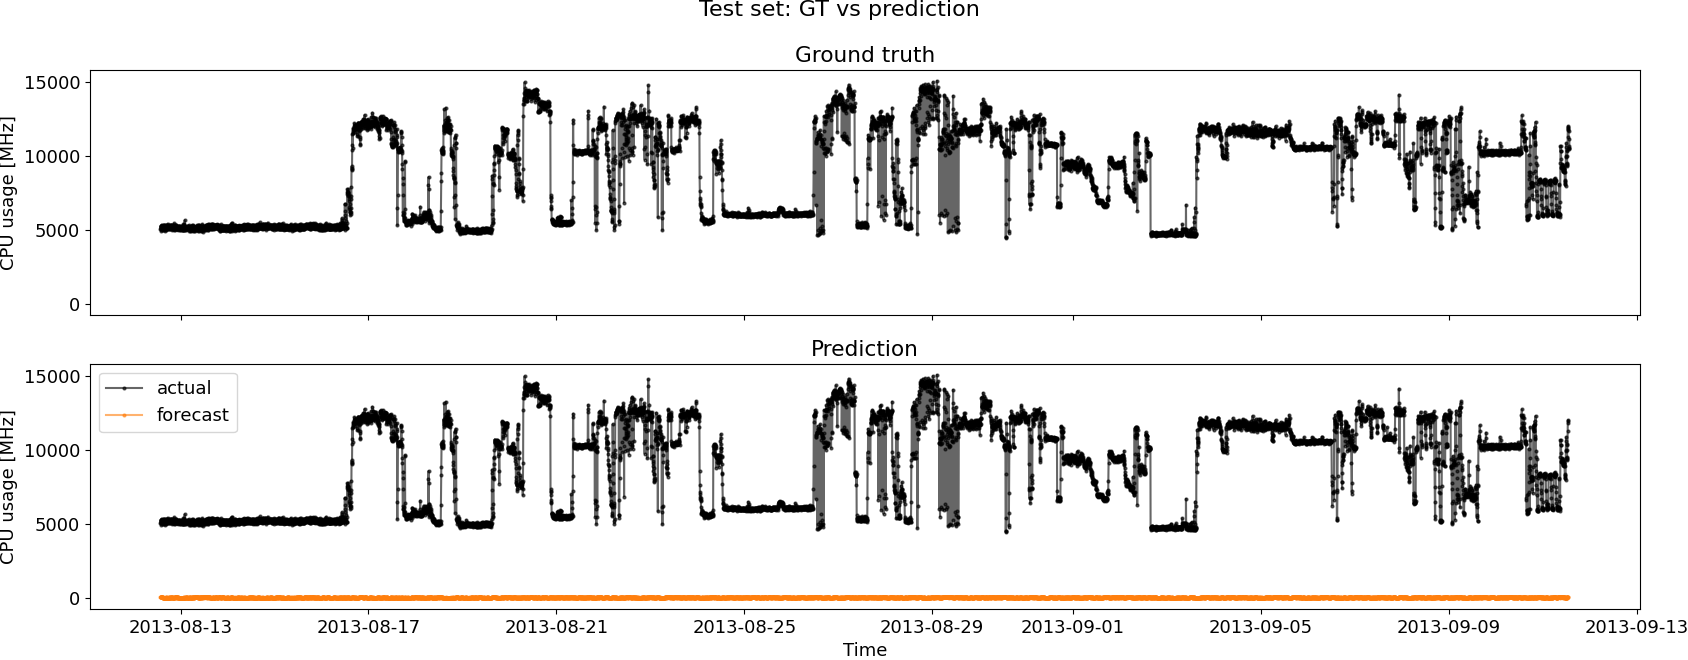 Test set: GT vs prediction
Ground truth
15000
10000
5000
0
CPU usage [MHz]
Prediction
actual
forecast
15000
10000
5000
0
CPU usage [MHz]
2013-08-13 2013-08-17 2013-08-21 2013-08-25 2013-08-29 2013-09-01 2013-09-05 2013-09-09 2013-09-13
Time